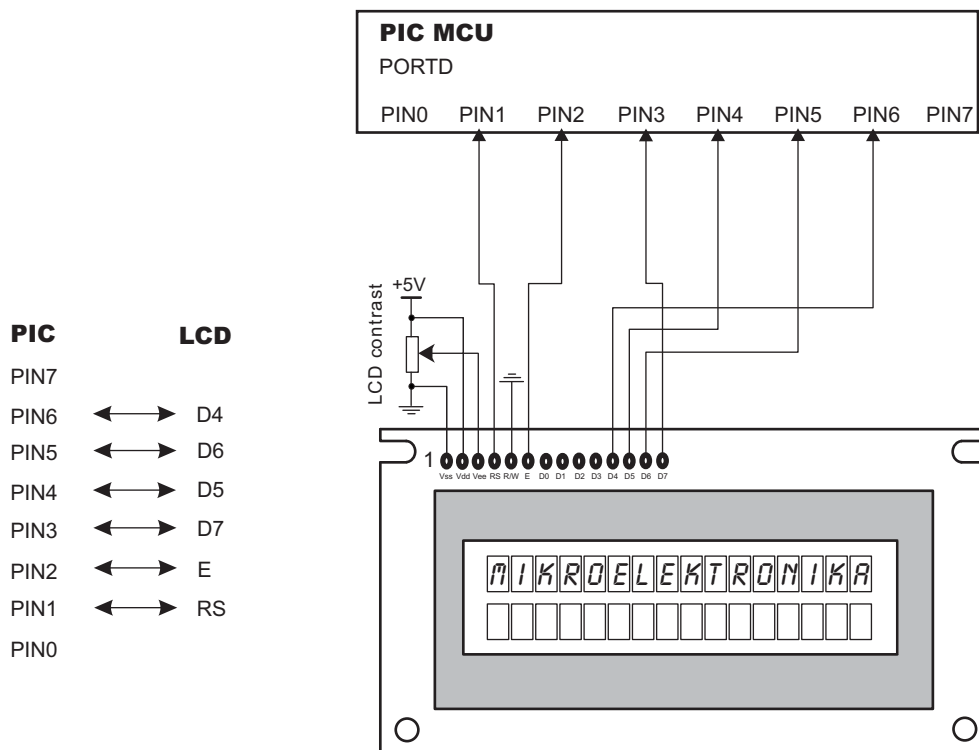 PIC MCU
PORTD
PIN0 PIN1 PIN2 PIN3 PIN4 PIN5 PIN6 PIN7
+5V
LCD contrast
PIC LCD
PIN7
PIN6 D4
PIN5 D6
PIN4 D5
PIN3 D7
PIN2 E
PIN1 RS
PIN0
1
Vss Vdd Vee RS R/W E D0 D1 D2 D3 D4 D5 D6 D7
MIKROELEKTRONIKA